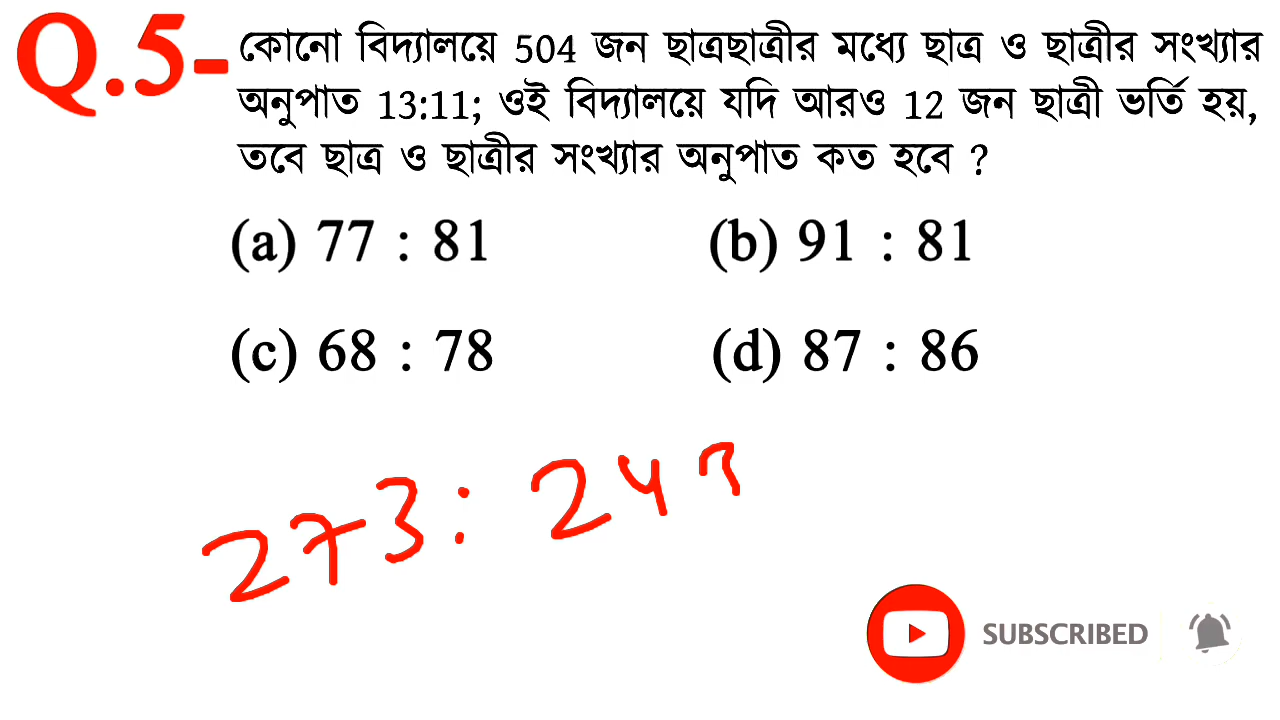 Q.5- কোনো বিদ্যালয়ে 504 জন ছাত্রছাত্রীর মধ্যে ছাত্র ও ছাত্রীর সংখ্যার
অনুপাত 13:11; ওই বিদ্যালয়ে যদি আরও 12 জন ছাত্রী ভর্তি হয়,
তবে ছাত্র ও ছাত্রীর সংখ্যার অনুপাত কত হবে ?
(a) 77 : 81 (b) 91 : 81
(c) 68 : 78 (d) 87 : 86
273 :
SUBSCRIBED